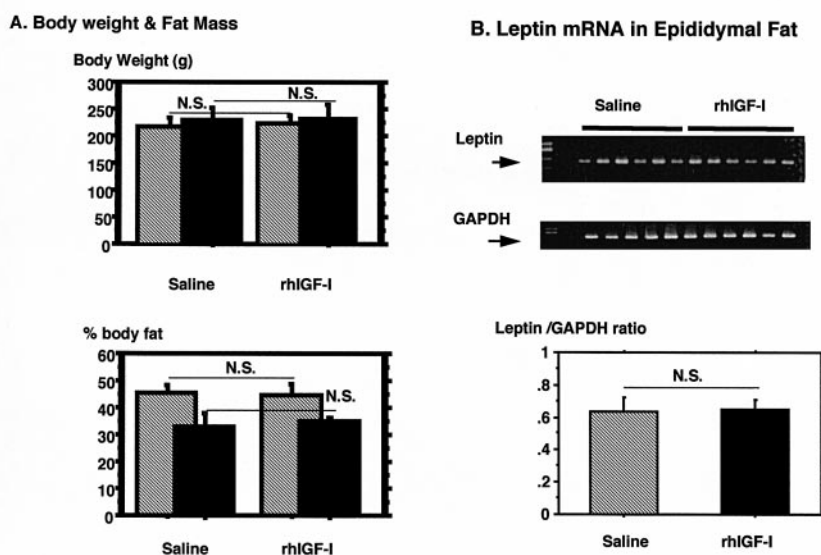 A. Body weight & Fat Mass
Body Weight (g)
300
250
200
150
100
50
0
N.S.
N.S.
Saline
rhIGF-I
% body fat
60
50
40
30
20
10
0
N.S.
N.S.
Saline
rhIGF-I
B. Leptin mRNA in Epididymal Fat
Saline
rhIGF-I
Leptin
GAPDH
Leptin /GAPDH ratio
1
.8
.6
.4
.2
0
N.S.
Saline
rhIGF-I